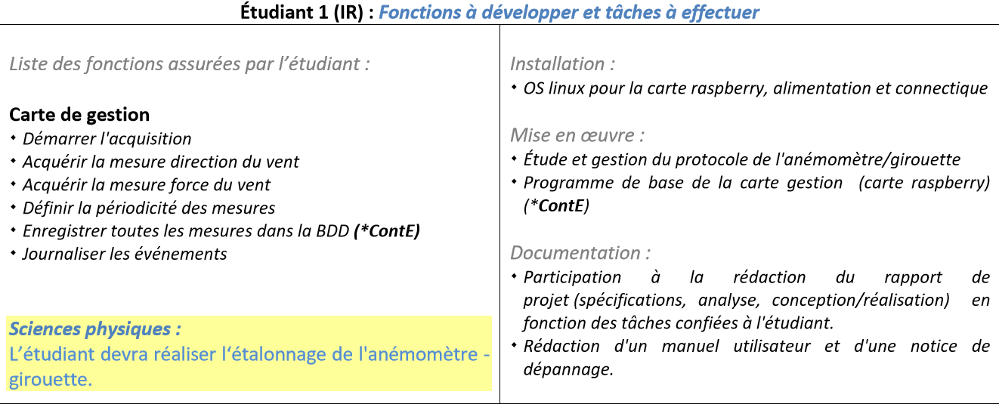 Étudiant 1 (IR) : Fonctions à développer et tâches à effectuer
Liste des fonctions assurées par l’étudiant :
Carte de gestion
• Démarrer l'acquisition
• Acquérir la mesure direction du vent
• Acquérir la mesure force du vent
• Définir la périodicité des mesures
• Enregistrer toutes les mesures dans la BDD (*ContE)
• Journaliser les événements
Sciences physiques :
L’étudiant devra réaliser l‘étalonnage de l'anémomètre -
girouette.
Installation :
• OS linux pour la carte raspberry, alimentation et connectique
Mise en œuvre :
• Étude et gestion du protocole de l'anémomètre/girouette
• Programme de base de la carte gestion (carte raspberry)
(*ContE)
Documentation :
• Participation à la rédaction du rapport de
projet (spécifications, analyse, conception/réalisation) en
fonction des tâches confiées à l'étudiant.
• Rédaction d'un manuel utilisateur et d'une notice de
dépannage.